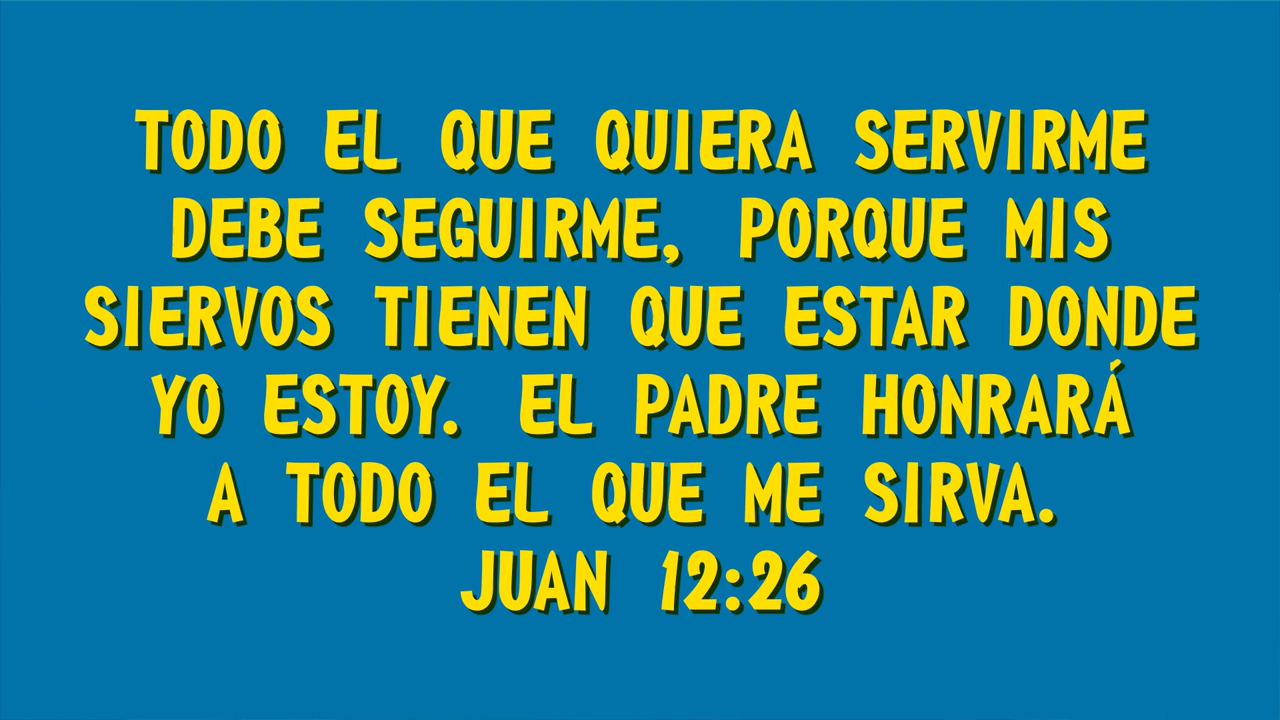 TODO EL QUE QUIERA SERVIRME
DEBE SEGUIRME, PORQUE MIS
SIERVOS TIENEN QUE ESTAR DONDE
YO ESTOY. EL PADRE HONRARÁ
A TODO EL QUE ME SIRVA.
JUAN 12:26